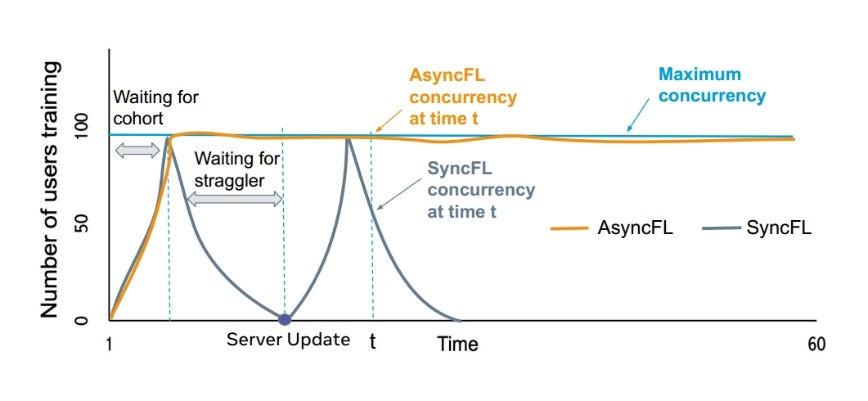 AsyncFL
concurrency
at time t
Maximum
concurrency
Waiting for
cohort
Waiting for
straggler
SyncFL
concurrency
at time t
AsyncFL
SyncFL
Number of users training
100
50
0
1
Server Update
t
Time
60